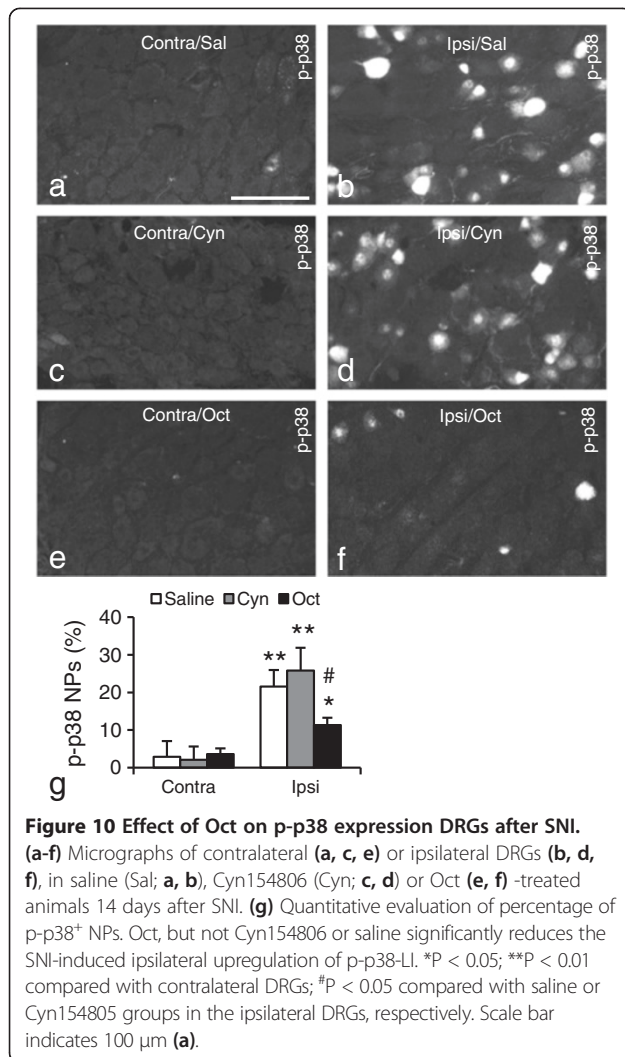 Contra/Sal
p-p38
a
Ipsi/Sal
p-p38
b
Contra/Cyn
p-p38
c
Ipsi/Cyn
p-p38
d
Contra/Oct
p-p38
e
Ipsi/Oct
p-p38
f
Saline Cyn Oct
p-p38 NPs (%)
40
30
20
10
0
**
**
#
*
Contra
Ipsi
g
Figure 10 Effect of Oct on p-p38 expression DRGs after SNI.
(a-f) Micrographs of contralateral (a, c, e) or ipsilateral DRGs (b, d,
f), in saline (Sal; a, b), Cyn154806 (Cyn; c, d) or Oct (e, f) -treated
animals 14 days after SNI. (g) Quantitative evaluation of percentage of
p-p38+ NPs. Oct, but not Cyn154806 or saline significantly reduces the
SNI-induced ipsilateral upregulation of p-p38-LI. *P < 0.05; **P < 0.01
compared with contralateral DRGs; #P < 0.05 compared with saline or
Cyn154805 groups in the ipsilateral DRGs, respectively. Scale bar
indicates 100 μm (a).